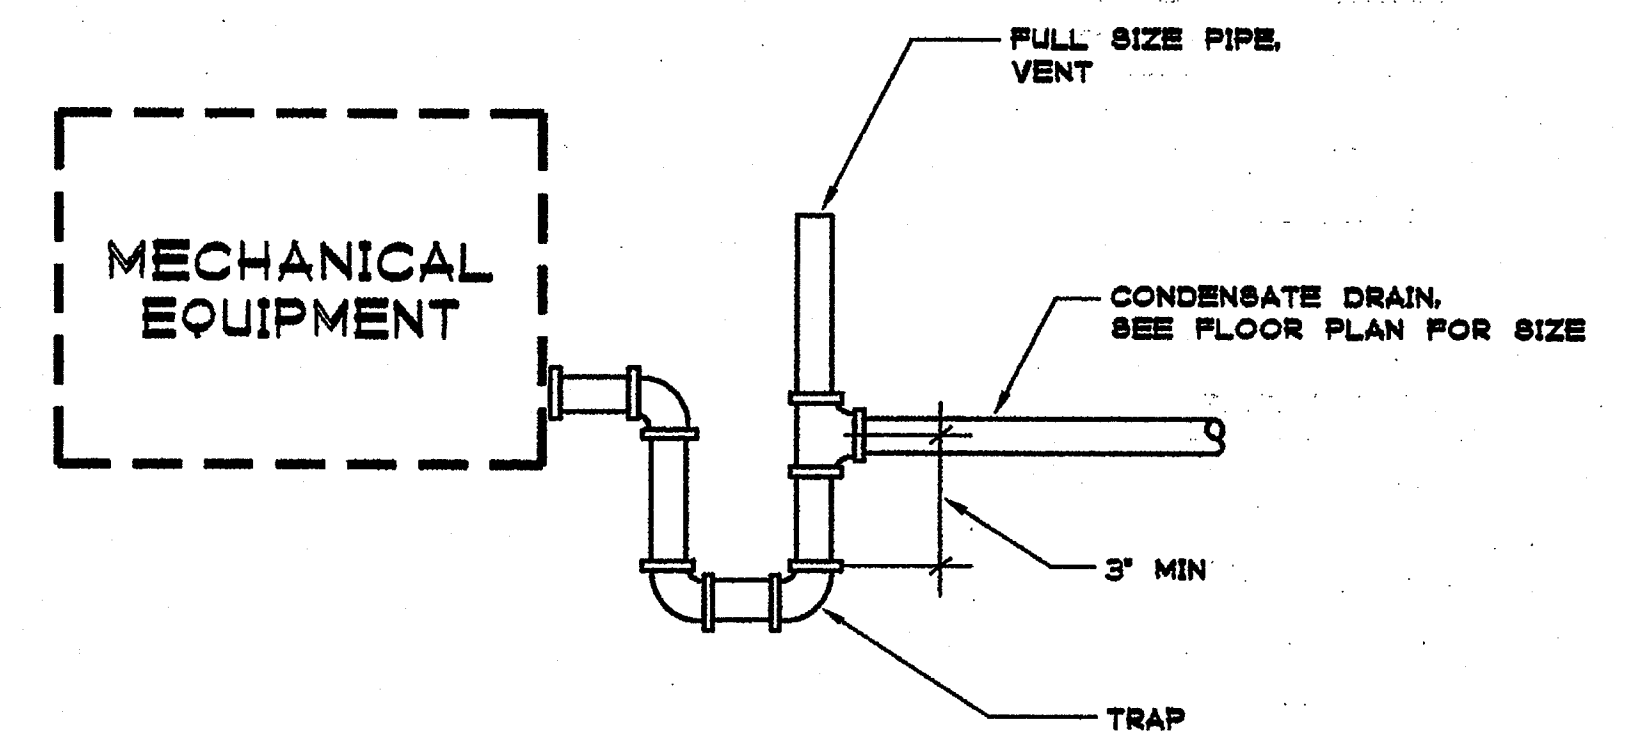 FULL SIZE PIPE,
VENT
MECHANICAL
EQUIPMENT
CONDENSATE DRAIN,
SEE FLOOR PLAN FOR SIZE
3" MIN
TRAP